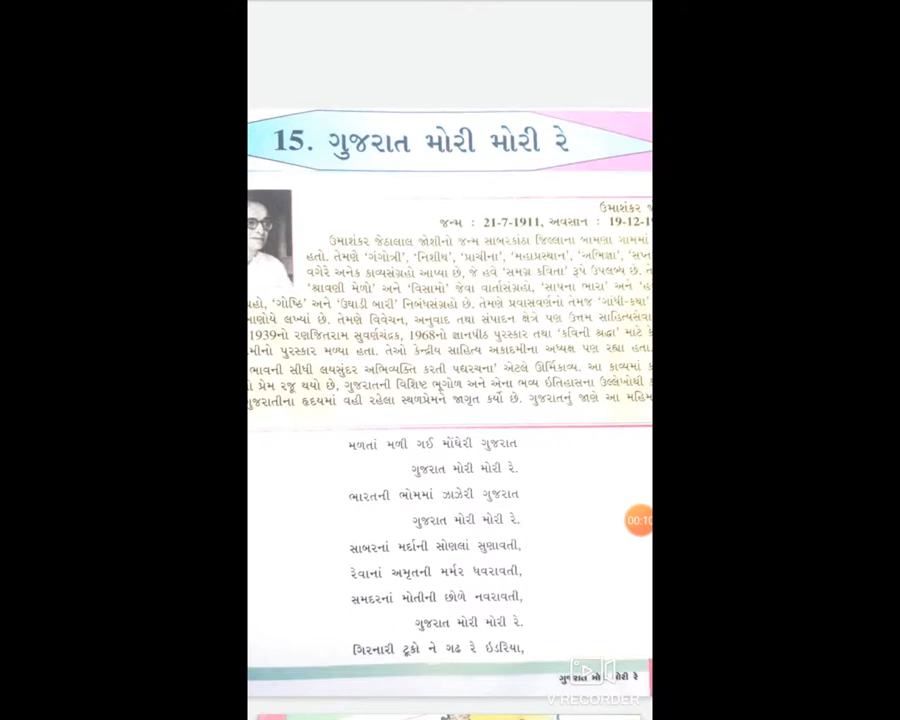 15. ગુજરાત મોરી મોરી રે
ઉમાશંકર
જન્મ : 21-7-1911, અવસાન : 19-12-1
ઉમાશંકર જેઠાલાલ જોશીનો જન્મ સાબરકાંઠા જિલ્લાના બામણા ગામમાં
હતો. તેમણે 'ગંગોત્રી', 'નિશીથ', 'પ્રાચીના', 'મહાપ્રસ્થાન', 'અભિજ્ઞા', 'સપ્ત
વગેરે અનેક કાવ્યસંગ્રહો આપ્યા છે, જે હવે 'સમગ્ર કવિતા' રૂપે ઉપલબ્ધ છે.
'શ્રાવણી મેળો' અને 'વિસામો' જેવા વાર્તાસંગ્રહો, 'સાપના ભારા' અને
'ગોષ્ઠિ' અને 'ઉઘાડી બારી' નિબંધસંગ્રહો છે. તેમણે પ્રવાસવર્ણનો તેમજ 'ગાંધી-કથા'
લખ્યાં છે. તેમણે વિવેચન, અનુવાદ તથા સંપાદન ક્ષેત્રે પણ ઉત્તમ સાહિત્યસેવા
1939નો રણજિતરામ સુવર્ણચંદ્રક, 1968નો જ્ઞાનપીઠ પુરસ્કાર તથા 'કવિની શ્રદ્ધા' માટે
પુરસ્કાર મળ્યા હતા. તેઓ કેન્દ્રીય સાહિત્ય અકાદમીના અધ્યક્ષ પણ રહ્યા હતા.
ભાવની સીધી લયસુંદર અભિવ્યક્તિ કરતી પદ્યરચના' એટલે ઊર્મિકાવ્ય. આ કાવ્યમાં
પ્રેમ રજૂ થયો છે, ગુજરાતની વિશિષ્ટ ભૂગોળ અને એના ભવ્ય ઇતિહાસના ઉલ્લેખોથી
ગુજરાતીના હૃદયમાં વહી રહેલા સ્થળપ્રેમને જાગૃત કર્યો છે. ગુજરાતનું જાણે આ
મળતાં મળી ગઈ મોંઘેરી ગુજરાત
ગુજરાત મોરી મોરી રે.
ભારતની ભોમમાં ઝાઝેરી ગુજરાત
ગુજરાત મોરી મોરી રે.
સાબરનાં મર્દાની સોણલાં સુણાવતી,
રેવાનાં અમૃતની મર્મર ધવરાવતી,
સમદરનાં મોતીની છોળે નવરાવતી,
ગુજરાત મોરી મોરી રે.
ગિરનારી ટૂકો ને ગઢ રે ઇડરિયા,
00:10
મોરી રે
V RECORDER